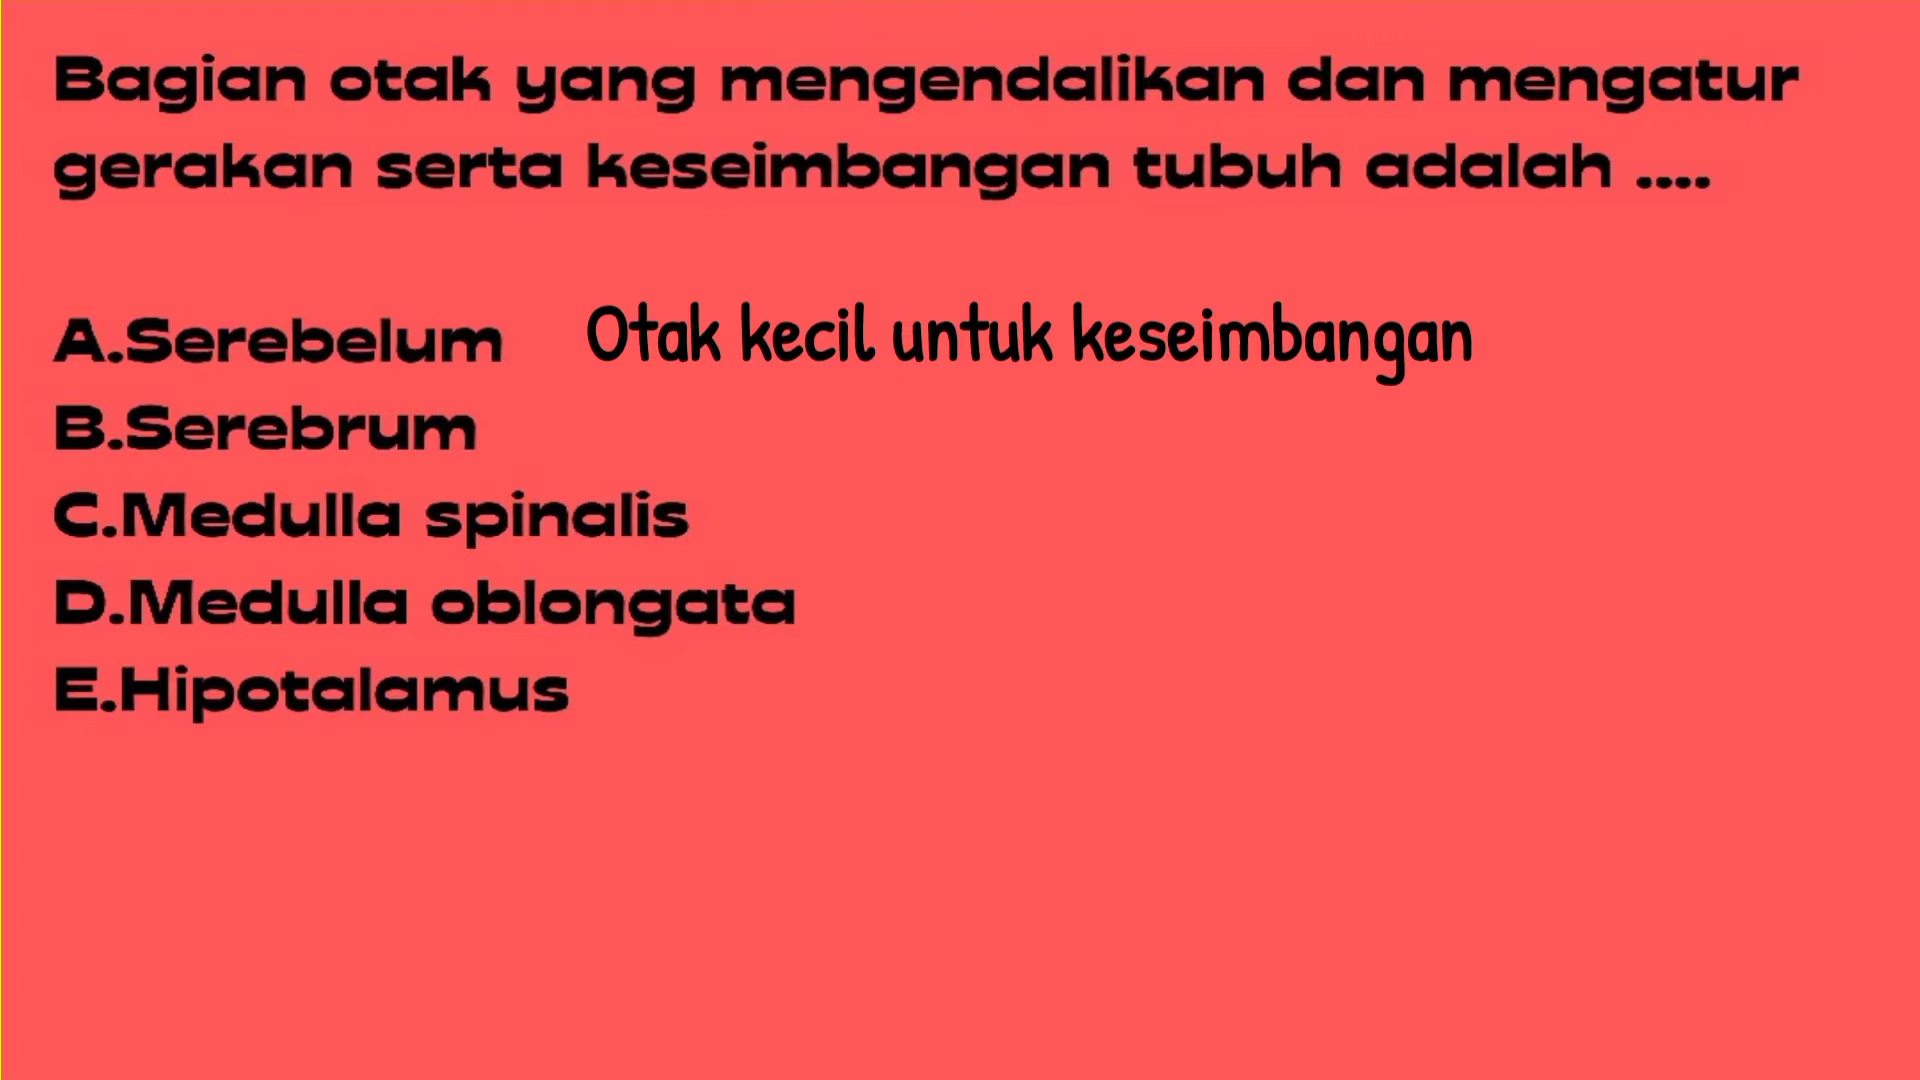 Bagian otak yang mengendalikan dan mengatur
gerakan serta keseimbangan tubuh adalah ....
A.Serebelum Otak kecil untuk keseimbangan
B.Serebrum
C.Medulla spinalis
D.Medulla oblongata
E.Hipotalamus